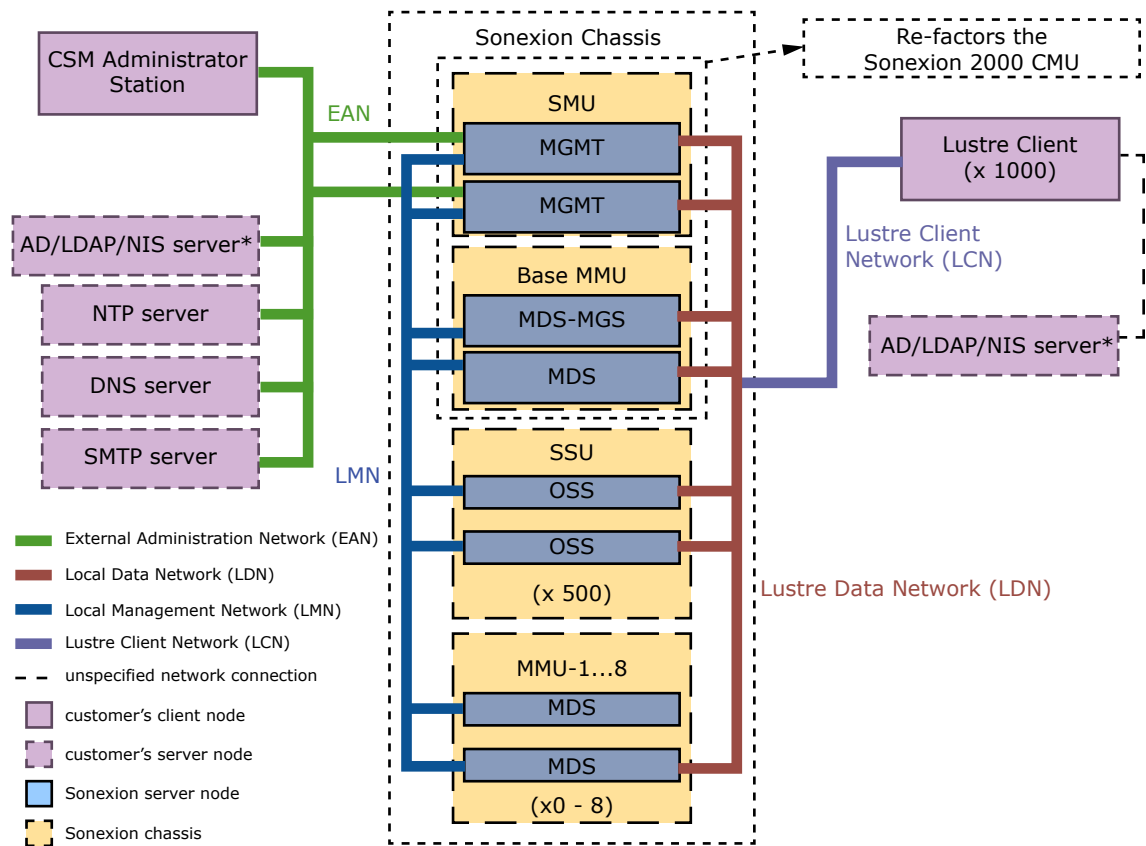 CSM Administrator
Station
EAN
AD/LDAP/NIS server*
NTP server
DNS server
SMTP server
LMN
Sonexion Chassis
SMU
MGMT
MGMT
Base MMU
MDS-MGS
MDS
SSU
OSS
OSS
(x 500)
MMU-1...8
MDS
MDS
(x0 - 8)
Re-factors the
Sonexion 2000 CMU
Lustre Client
(x 1000)
Lustre Client
Network (LCN)
AD/LDAP/NIS server*
Lustre Data Network (LDN)
External Administration Network (EAN)
Local Data Network (LDN)
Local Management Network (LMN)
Lustre Client Network (LCN)
unspecified network connection
customer’s client node
customer’s server node
Sonexion server node
Sonexion chassis